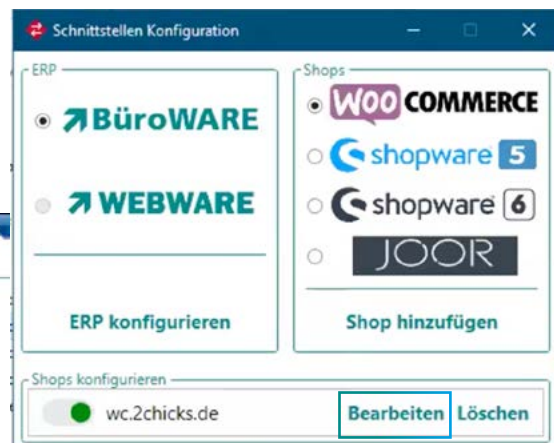 Schnittstellen Konfiguration
ERP
BüroWARE
WEBWARE
ERP konfigurieren
Shops
WOO COMMERCE
shopware 5
shopware 6
JOOR
Shop hinzufügen
Shops konfigurieren
wc.2chicks.de Bearbeiten Löschen